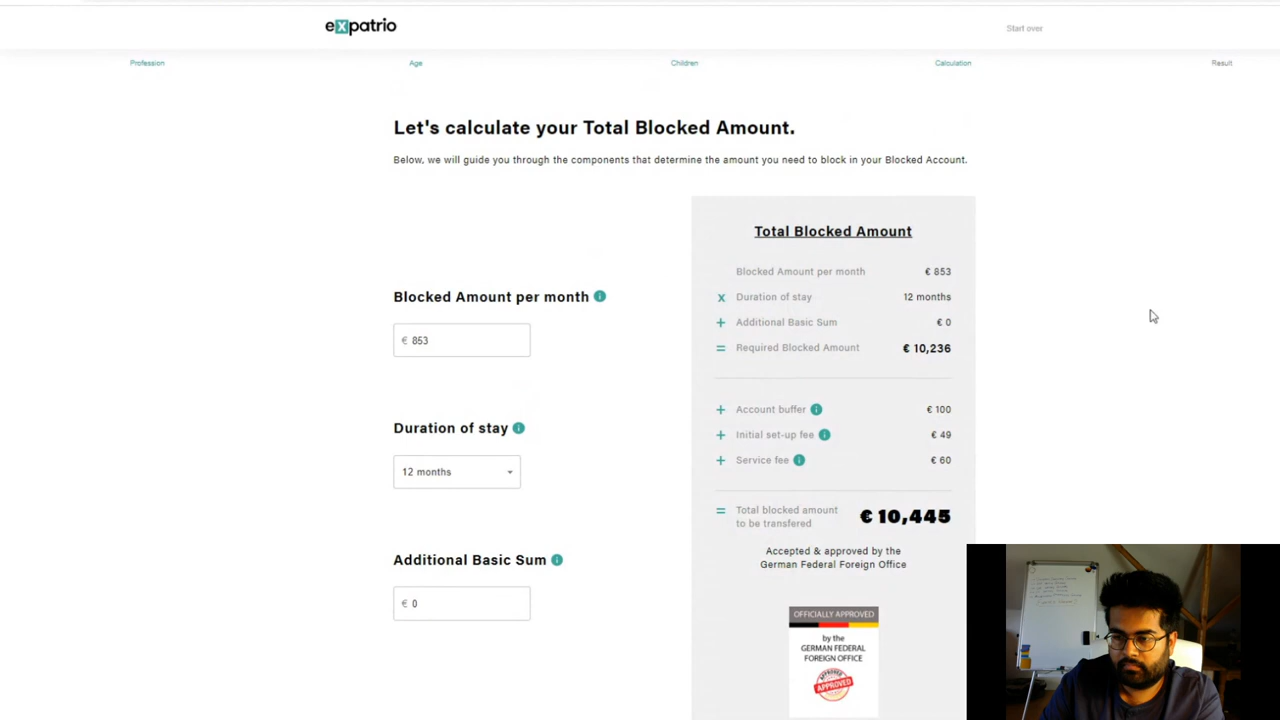 expatrio
Start over
Profession
Age
Children
Calculation
Result
Let's calculate your Total Blocked Amount.
Below, we will guide you through the components that determine the amount you need to block in your Blocked Account.
Blocked Amount per month i
€ 853
Duration of stay i
12 months
Additional Basic Sum i
€ 0
Total Blocked Amount
Blocked Amount per month € 853
x Duration of stay 12 months
+ Additional Basic Sum € 0
= Required Blocked Amount € 10,236
+ Account buffer i € 100
+ Initial set-up fee i € 49
+ Service fee i € 60
= Total blocked amount
to be transfered € 10,445
Accepted & approved by the
German Federal Foreign Office
OFFICIALLY APPROVED
by the
GERMAN FEDERAL
FOREIGN OFFICE
APPROVED